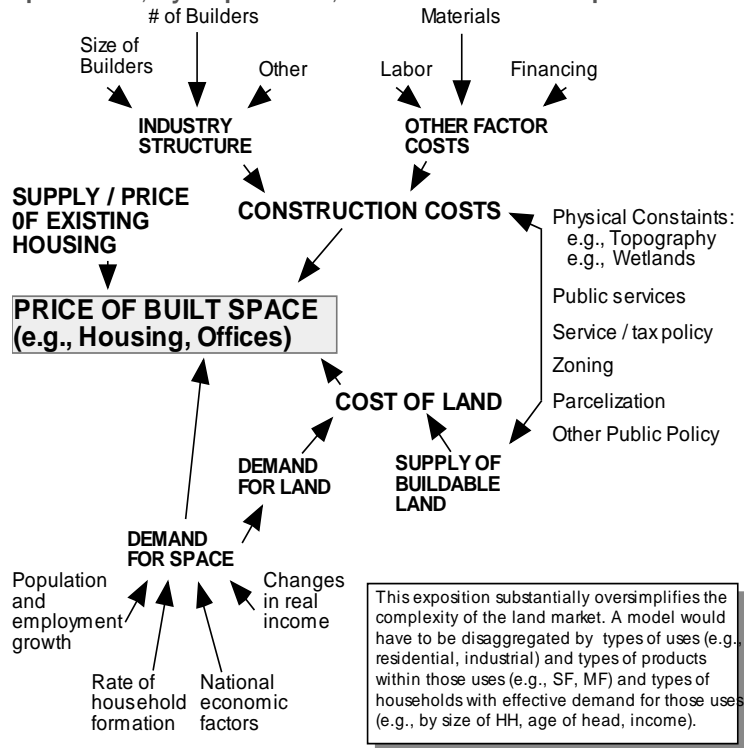 # of Builders
Materials
Size of
Builders
Other
Labor
Financing
INDUSTRY
STRUCTURE
OTHER FACTOR
COSTS
SUPPLY / PRICE
0F EXISTING
HOUSING
CONSTRUCTION COSTS
Physical Constaints:
e.g., Topography
e.g., Wetlands
Public services
Service / tax policy
Zoning
Parcelization
Other Public Policy
PRICE OF BUILT SPACE
(e.g., Housing, Offices)
COST OF LAND
DEMAND
FOR LAND
SUPPLY OF
BUILDABLE
LAND
DEMAND
FOR SPACE
Population
and
employment
growth
Changes
in real
income
Rate of
household
formation
National
economic
factors
This exposition substantially oversimplifies the
complexity of the land market. A model would
have to be disaggregated by types of uses (e.g.,
residential, industrial) and types of products
within those uses (e.g., SF, MF) and types of
households with effective demand for those uses
(e.g., by size of HH, age of head, income).